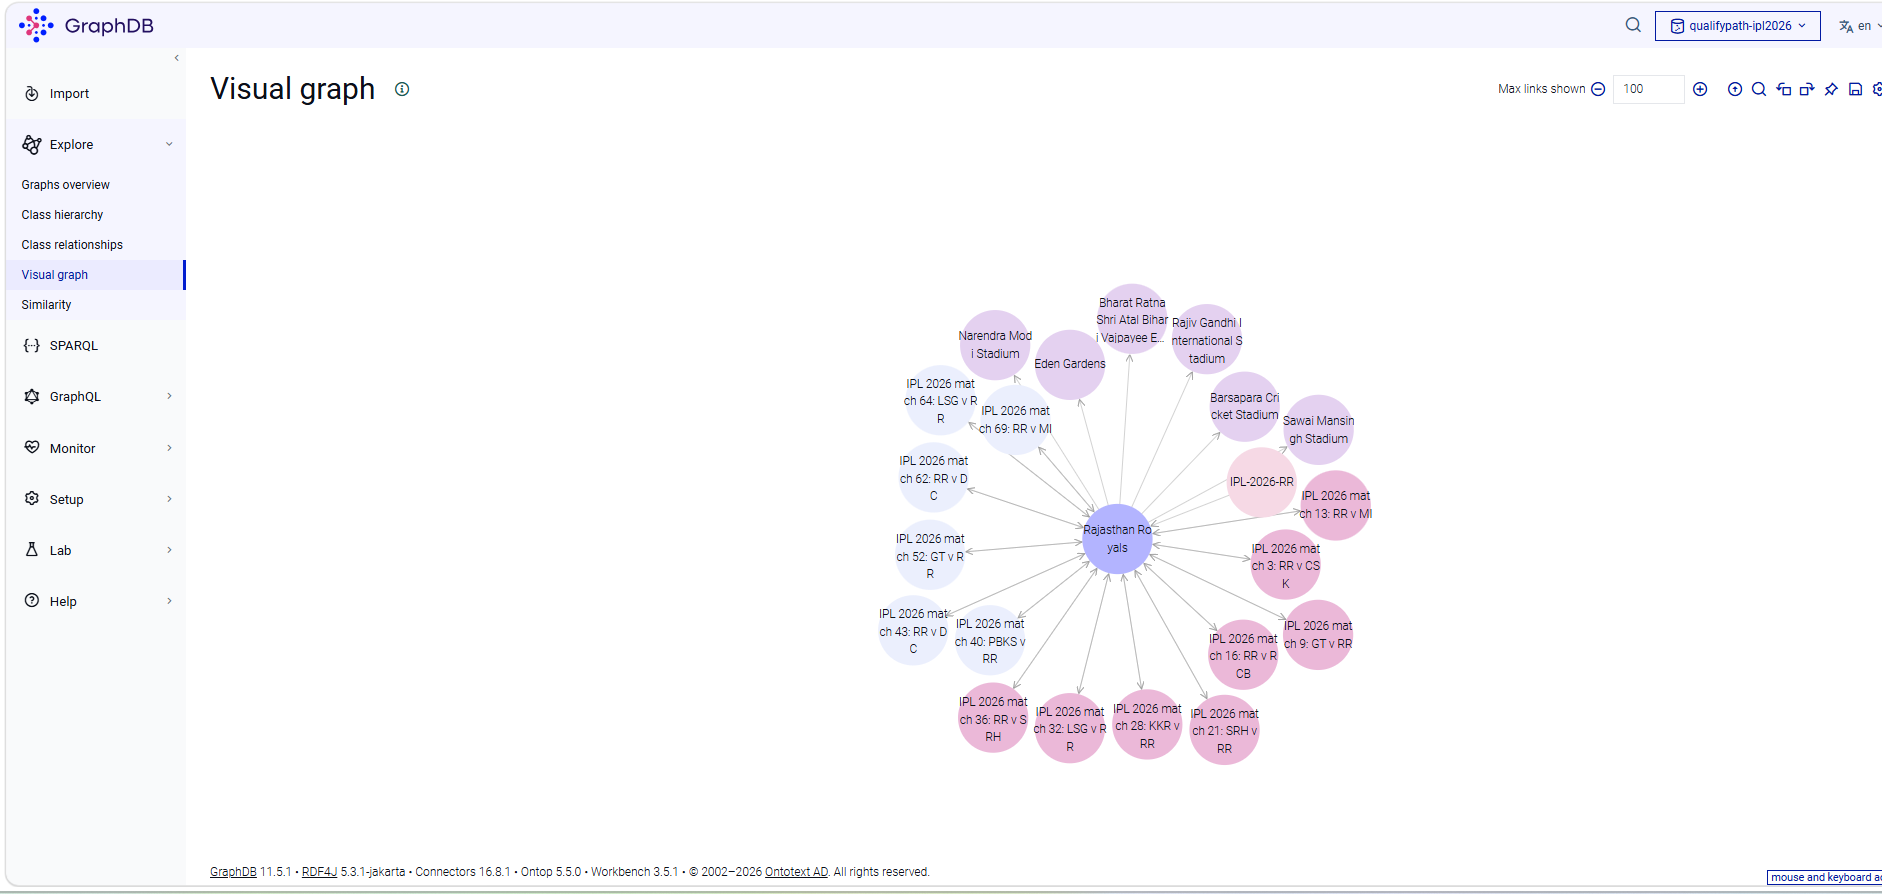 GraphDB
qualifypath-ipl2026
en
Import
Explore
Graphs overview
Class hierarchy
Class relationships
Visual graph
Similarity
SPARQL
GraphQL
Monitor
Setup
Lab
Help
Visual graph
Max links shown
100
Bharat Ratna
Shri Atal Bihar
i Vajpayee E...
Rajiv Gandhi I
nternational S
tadium
Narendra Mod
i Stadium
Eden Gardens
IPL 2026 mat
ch 64: LSG v R
R
IPL 2026 mat
ch 69: RR v MI
Barsapara Cri
cket Stadium
Sawai Mansin
gh Stadium
IPL 2026 mat
ch 62: RR v D
C
IPL-2026-RR
IPL 2026 mat
ch 13: RR v MI
Rajasthan Ro
yals
IPL 2026 mat
ch 52: GT v R
R
IPL 2026 mat
ch 3: RR v CS
K
IPL 2026 mat
ch 43: RR v D
C
IPL 2026 mat
ch 40: PBKS v
RR
IPL 2026 mat
ch 16: RR v R
CB
IPL 2026 mat
ch 9: GT v RR
IPL 2026 mat
ch 36: RR v S
RH
IPL 2026 mat
ch 32: LSG v R
R
IPL 2026 mat
ch 28: KKR v
RR
IPL 2026 mat
ch 21: SRH v
RR
GraphDB 11.5.1 • RDF4J 5.3.1-jakarta • Connectors 16.8.1 • Ontop 5.5.0 • Workbench 3.5.1 • © 2002–2026 Ontotext AD. All rights reserved.
mouse and keyboard ac